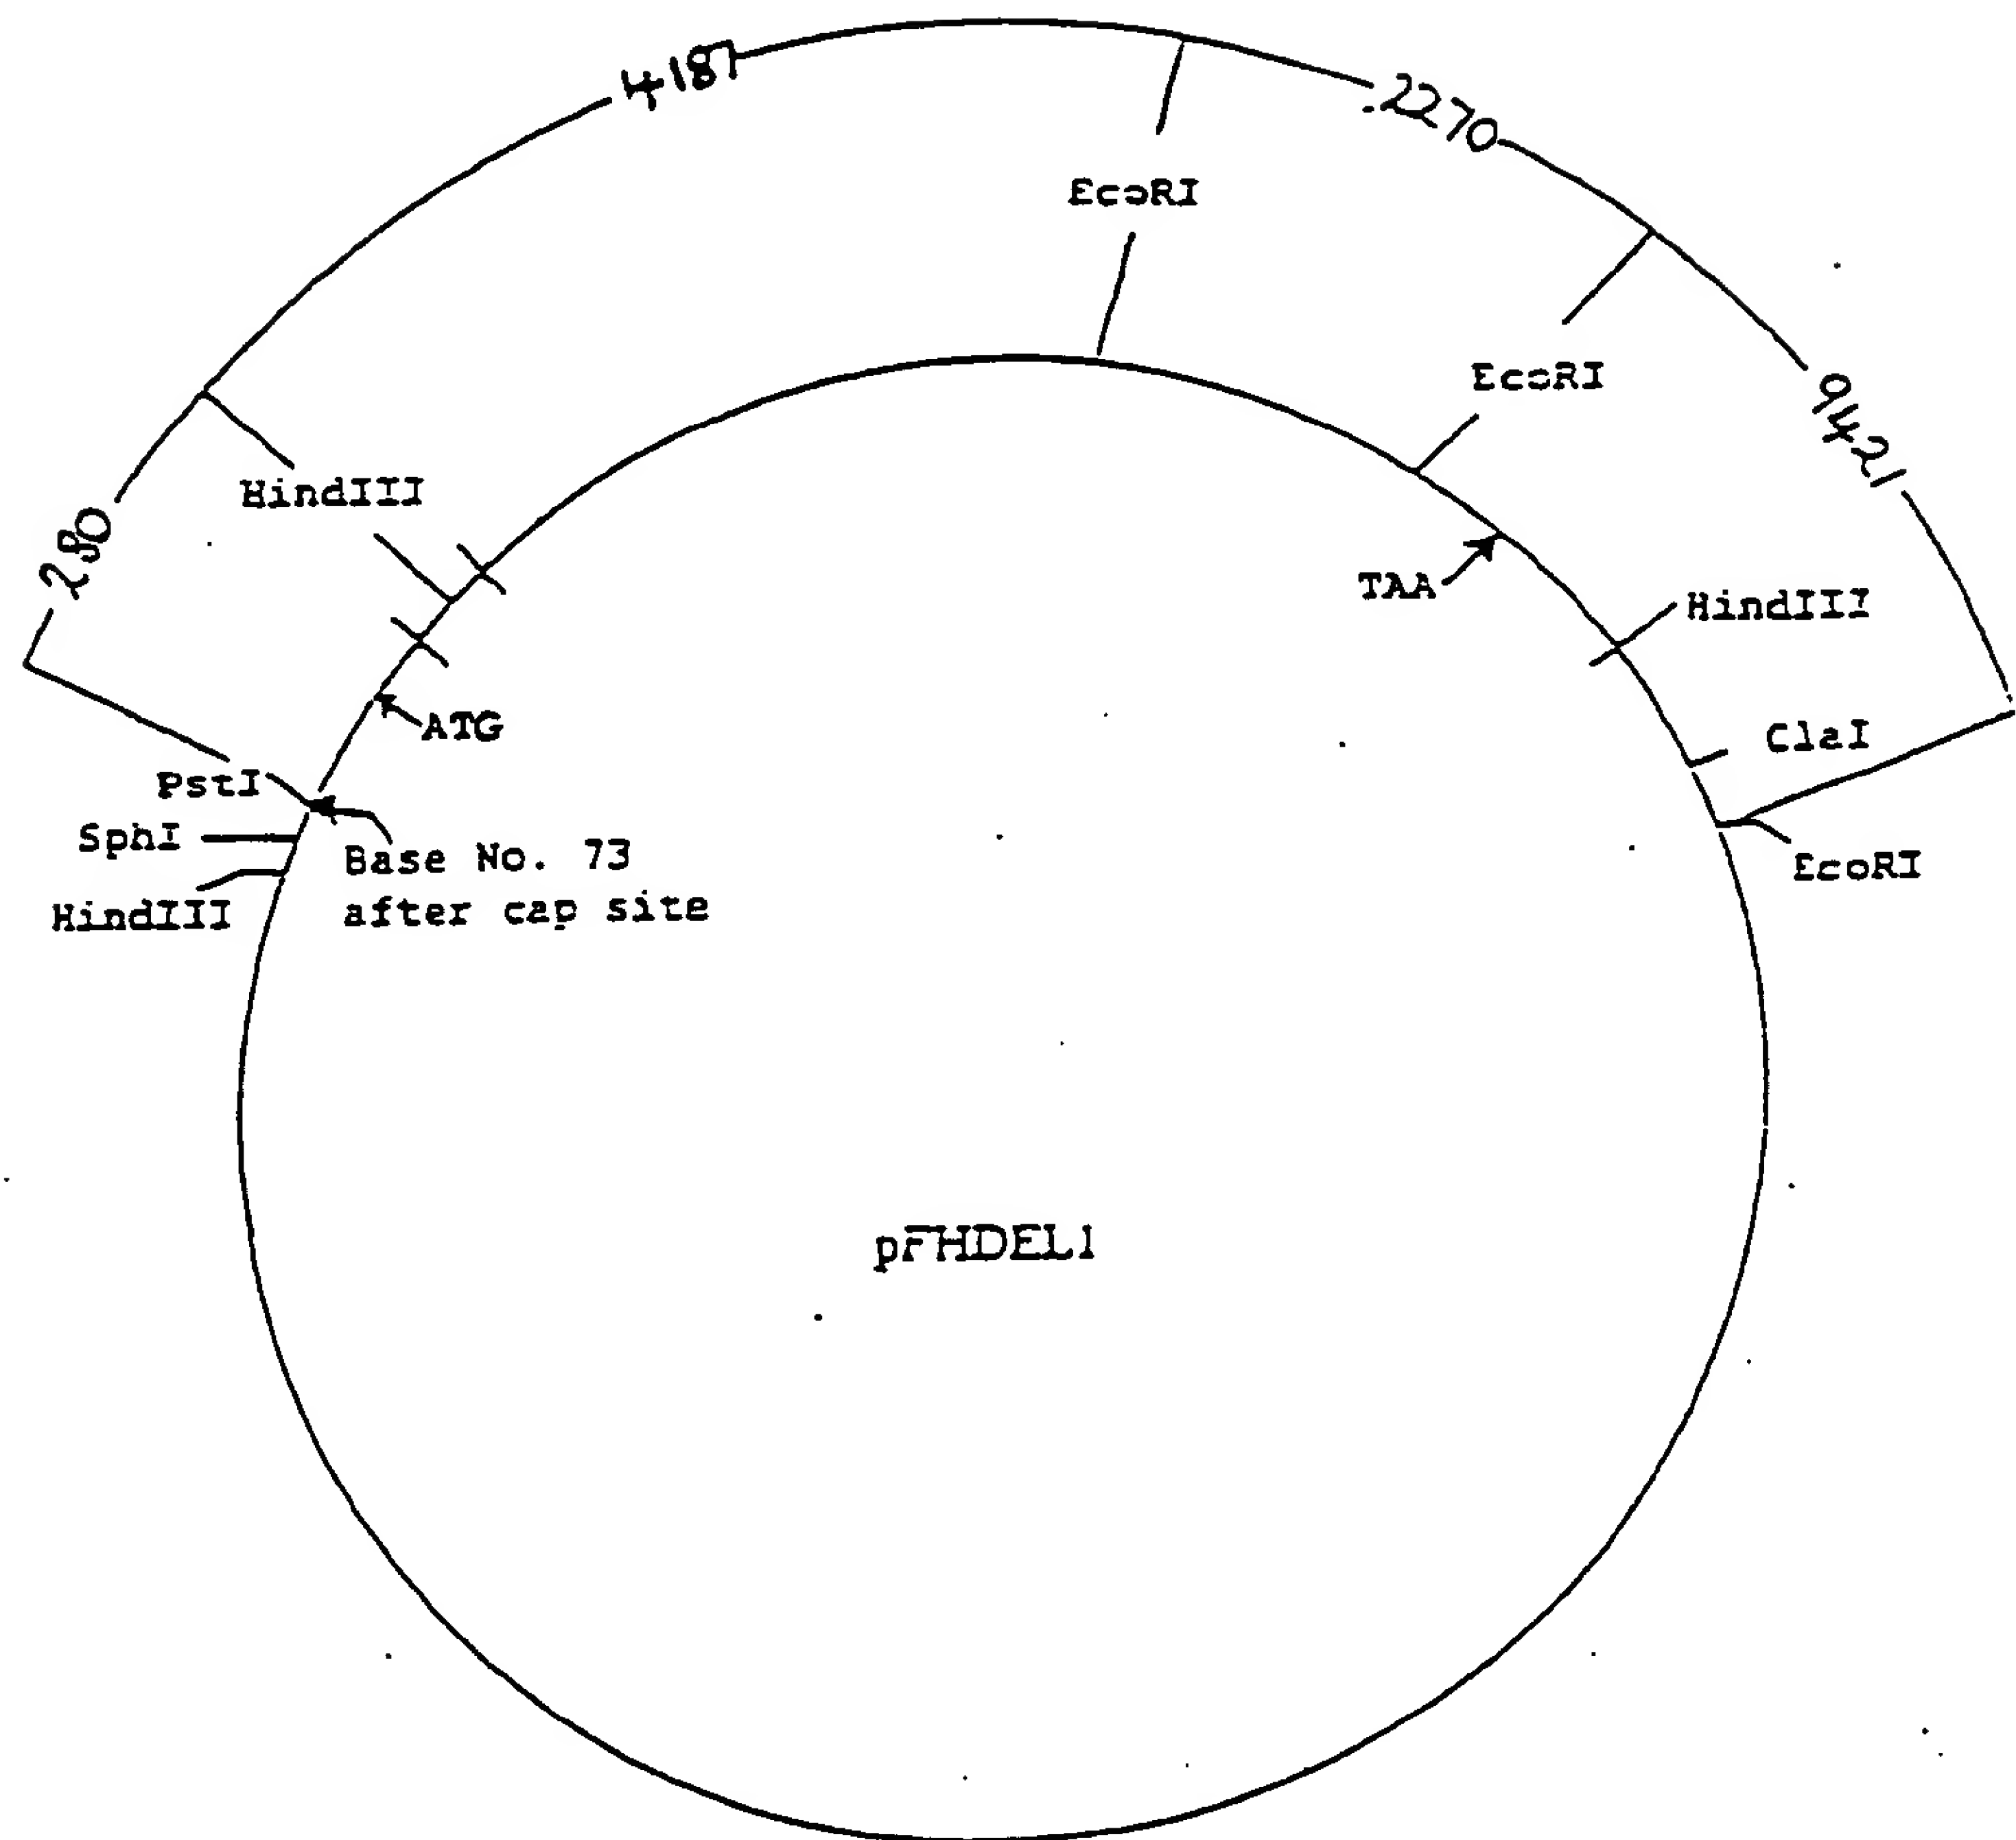 4187
2270
EcoRI
EcoRI
9421
280
HindIII
TAA
HindIII
ATG
ClaI
PstI
SphI
EcoRI
Base No. 73
HindIII
after cap site
pFHDEL1